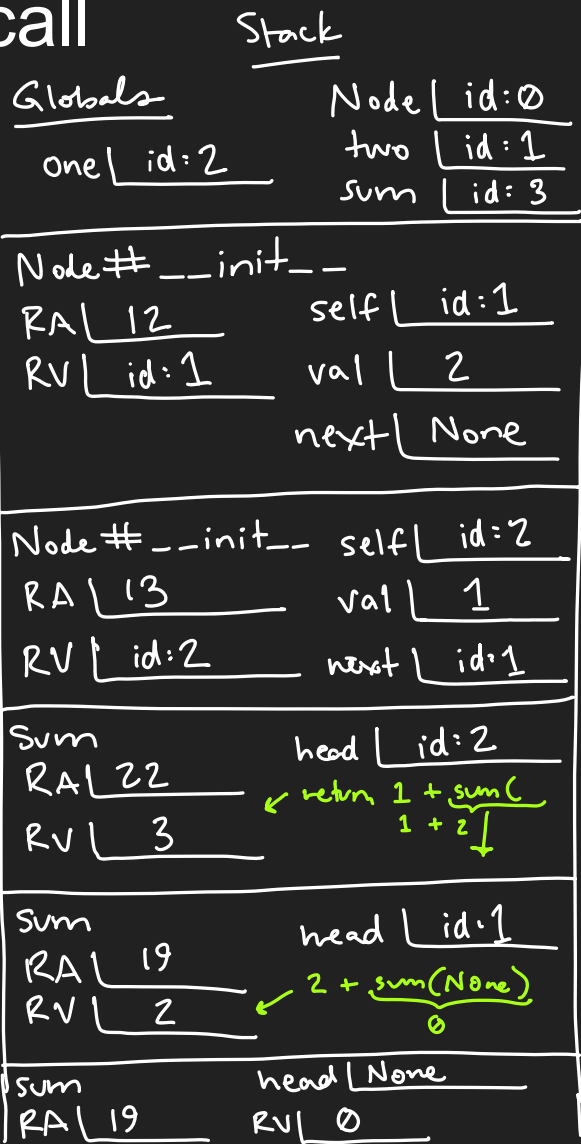 call
Stack
Globals
Node id:0
one id:2
two id:1
sum id:3
Node#__init__
RA 12
self id:1
RV id:1
val 2
next None
Node#__init__
self id:2
RA 13
val 1
RV id:2
next id:1
Sum
head id:2
RA 22
return 1 + sum(
RV 3
1 + 2
sum
head id:1
RA 19
RV 2
2 + sum(None)
0
sum
head None
RA 19
RV 0